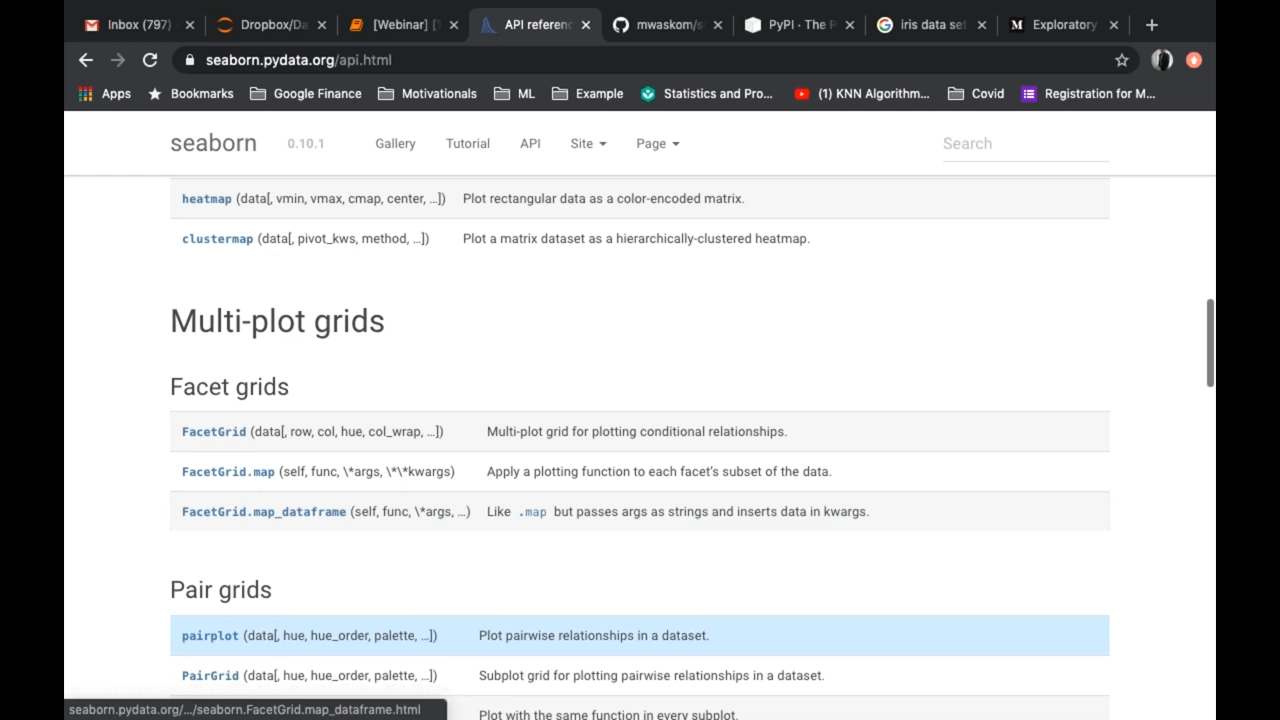 Inbox (797) Dropbox/Da [Webinar] [ API referenc mwaskom/s PyPI · The P iris data set Exploratory
seaborn.pydata.org/api.html
Apps Bookmarks Google Finance Motivationals ML Example Statistics and Pro... (1) KNN Algorithm... Covid Registration for M...
seaborn 0.10.1 Gallery Tutorial API Site Page Search
heatmap (data[, vmin, vmax, cmap, center, …]) Plot rectangular data as a color-encoded matrix.
clustermap (data[, pivot_kws, method, …]) Plot a matrix dataset as a hierarchically-clustered heatmap.
Multi-plot grids
Facet grids
FacetGrid (data[, row, col, hue, col_wrap, …]) Multi-plot grid for plotting conditional relationships.
FacetGrid.map (self, func, \*args, \*\*kwargs) Apply a plotting function to each facet's subset of the data.
FacetGrid.map_dataframe (self, func, \*args, …) Like .map but passes args as strings and inserts data in kwargs.
Pair grids
pairplot (data[, hue, hue_order, palette, …]) Plot pairwise relationships in a dataset.
PairGrid (data[, hue, hue_order, palette, …]) Subplot grid for plotting pairwise relationships in a dataset.
Plot with the same function in every subplot.
seaborn.pydata.org/.../seaborn.FacetGrid.map_dataframe.html